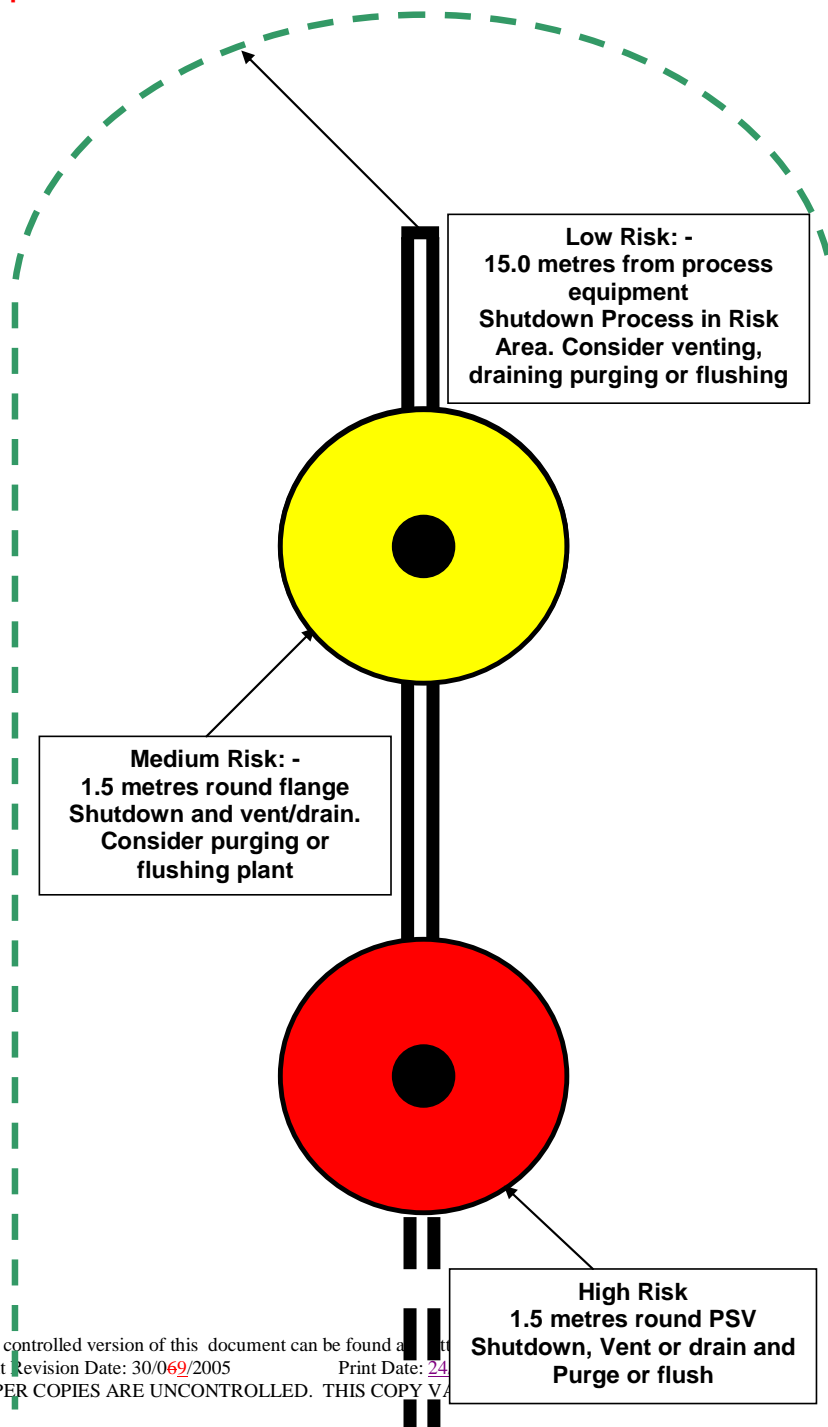 Low Risk: -
15.0 metres from process
equipment
Shutdown Process in Risk
Area. Consider venting,
draining purging or flushing
Medium Risk: -
1.5 metres round flange
Shutdown and vent/drain.
Consider purging or
flushing plant
High Risk
1.5 metres round PSV
Shutdown, Vent or drain and
Purge or flush
controlled version of this document can be found
Revision Date: 30/069/2005 Print Date: 24
COPIES ARE UNCONTROLLED. THIS COPY